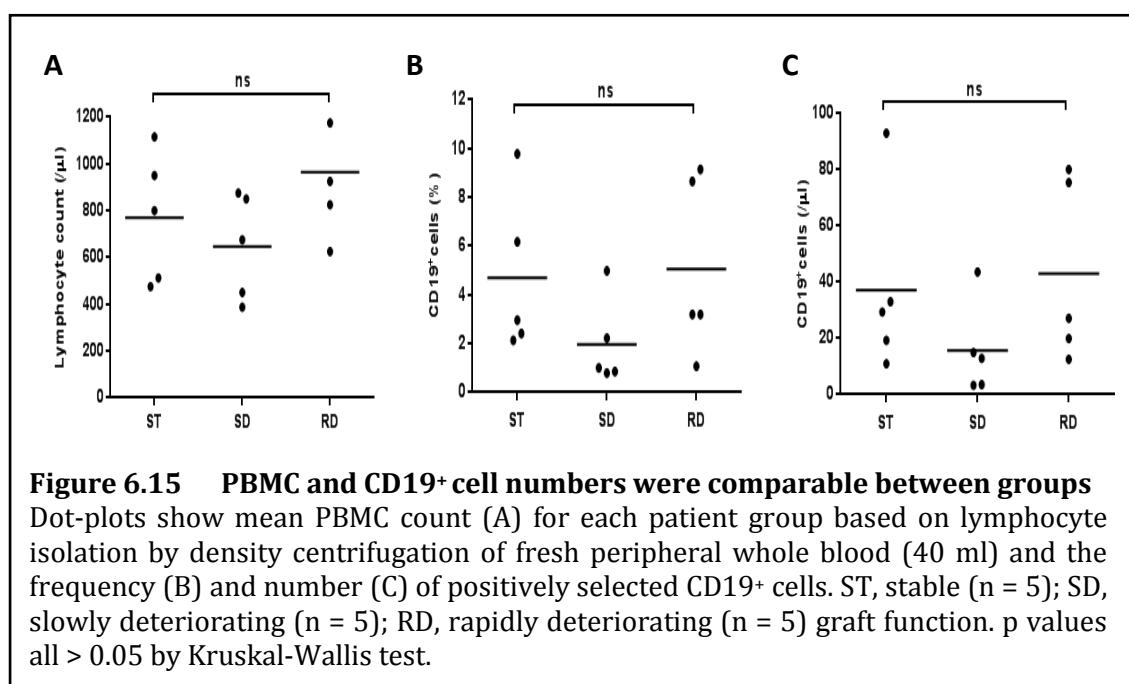 A
B
C
ns
ns
ns
Lymphocyte count (/µl)
1200
1000
800
600
400
200
0
ST
SD
RD
CD19⁺ cells (%)
12
10
8
6
4
2
0
ST
SD
RD
CD19⁺ cells (/µl)
100
80
60
40
20
0
ST
SD
RD
Figure 6.15 PBMC and CD19⁺ cell numbers were comparable between groups
Dot-plots show mean PBMC count (A) for each patient group based on lymphocyte
isolation by density centrifugation of fresh peripheral whole blood (40 ml) and the
frequency (B) and number (C) of positively selected CD19⁺ cells. ST, stable (n = 5); SD,
slowly deteriorating (n = 5); RD, rapidly deteriorating (n = 5) graft function. p values
all > 0.05 by Kruskal-Wallis test.